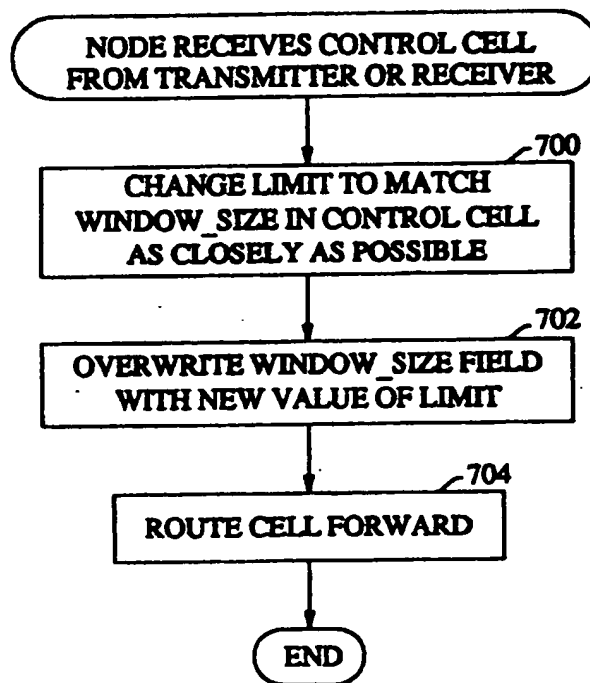 NODE RECEIVES CONTROL CELL
FROM TRANSMITTER OR RECEIVER
700
CHANGE LIMIT TO MATCH
WINDOW_SIZE IN CONTROL CELL
AS CLOSELY AS POSSIBLE
702
OVERWRITE WINDOW_SIZE FIELD
WITH NEW VALUE OF LIMIT
704
ROUTE CELL FORWARD
END